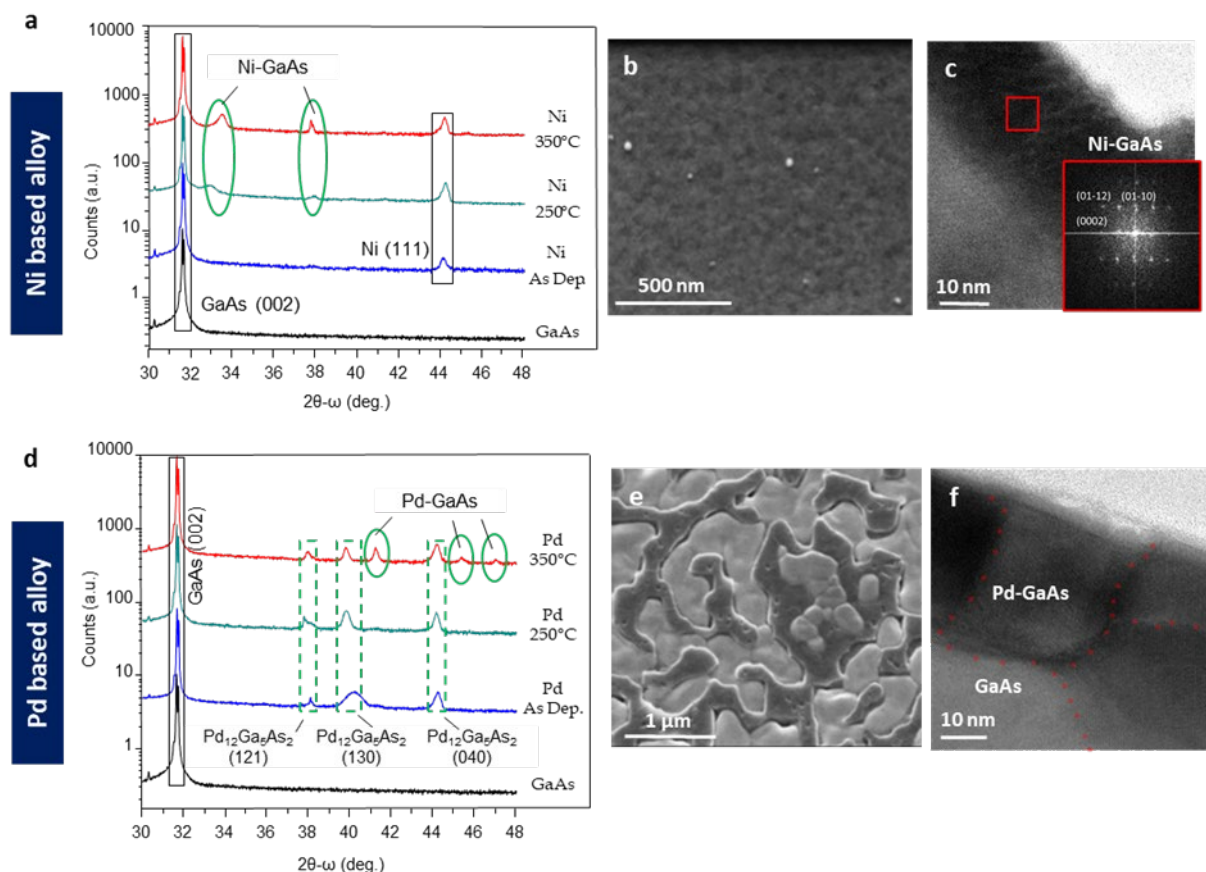 a
Ni based alloy
Counts (a.u.)
10000
1000
100
10
1
Ni-GaAs
Ni
350°C
Ni
250°C
Ni (111)
Ni
As Dep
GaAs (002)
GaAs
30 32 34 36 38 40 42 44 46 48
2θ-ω (deg.)
b
500 nm
c
Ni-GaAs
(01-12) (01-10)
(0002)
10 nm
d
Pd based alloy
Counts (a.u.)
10000
1000
100
10
1
GaAs (002)
Pd-GaAs
Pd
350°C
Pd
250°C
Pd
As Dep.
Pd₁₂Ga₅As₂ Pd₁₂Ga₅As₂ Pd₁₂Ga₅As₂
(121) (130) (040)
GaAs
30 32 34 36 38 40 42 44 46 48
2θ-ω (deg.)
e
1 µm
f
Pd-GaAs
GaAs
10 nm